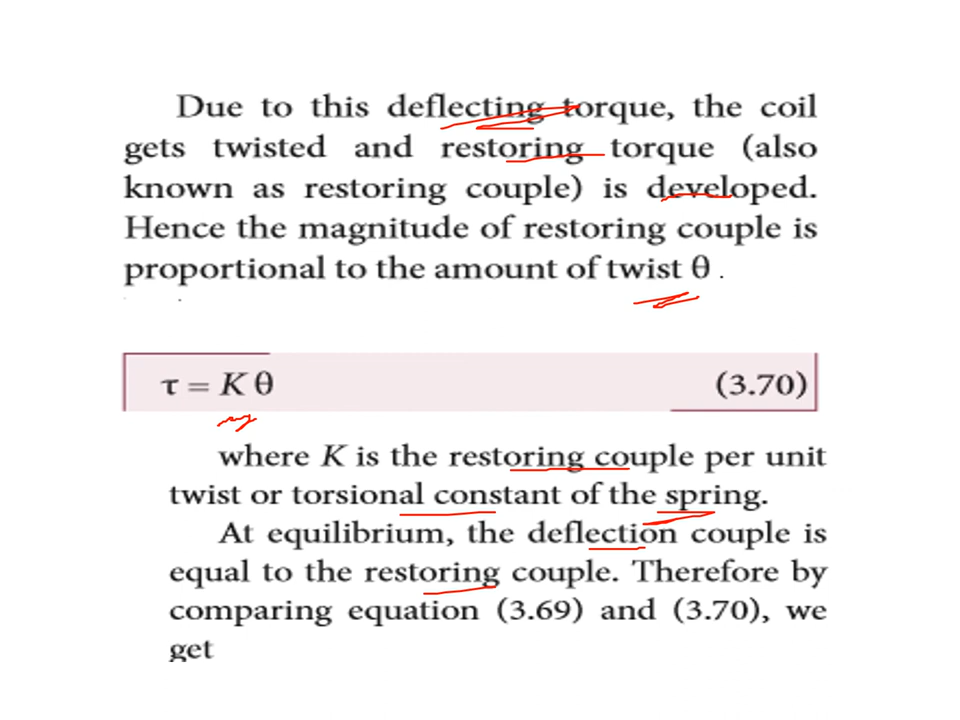 Due to this deflecting torque, the coil
gets twisted and restoring torque (also
known as restoring couple) is developed.
Hence the magnitude of restoring couple is
proportional to the amount of twist θ .
τ = K θ (3.70)
where K is the restoring couple per unit
twist or torsional constant of the spring.
At equilibrium, the deflection couple is
equal to the restoring couple. Therefore by
comparing equation (3.69) and (3.70), we
get